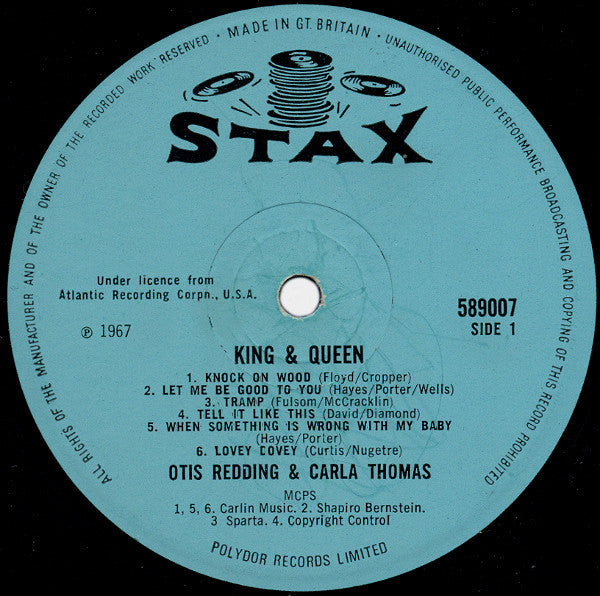 ALL RIGHTS OF THE MANUFACTURER AND OF THE OWNER OF THE RECORDED WORK RESERVED • MADE IN GT. BRITAIN • UNAUTHORISED PUBLIC PERFORMANCE BROADCASTING AND COPYING OF THIS RECORD PROHIBITED
STAX
Under licence from
Atlantic Recording Corpn., U.S.A.
℗ 1967
589007
SIDE 1
KING & QUEEN
1. KNOCK ON WOOD (Floyd/Cropper)
2. LET ME BE GOOD TO YOU (Hayes/Porter/Wells)
3. TRAMP (Fulsom/McCracklin)
4. TELL IT LIKE THIS (David/Diamond)
5. WHEN SOMETHING IS WRONG WITH MY BABY
(Hayes/Porter)
6. LOVEY COVEY (Curtis/Nugetre)
OTIS REDDING & CARLA THOMAS
MCPS
1, 5, 6. Carlin Music. 2. Shapiro Bernstein.
3 Sparta. 4. Copyright Control
POLYDOR RECORDS LIMITED